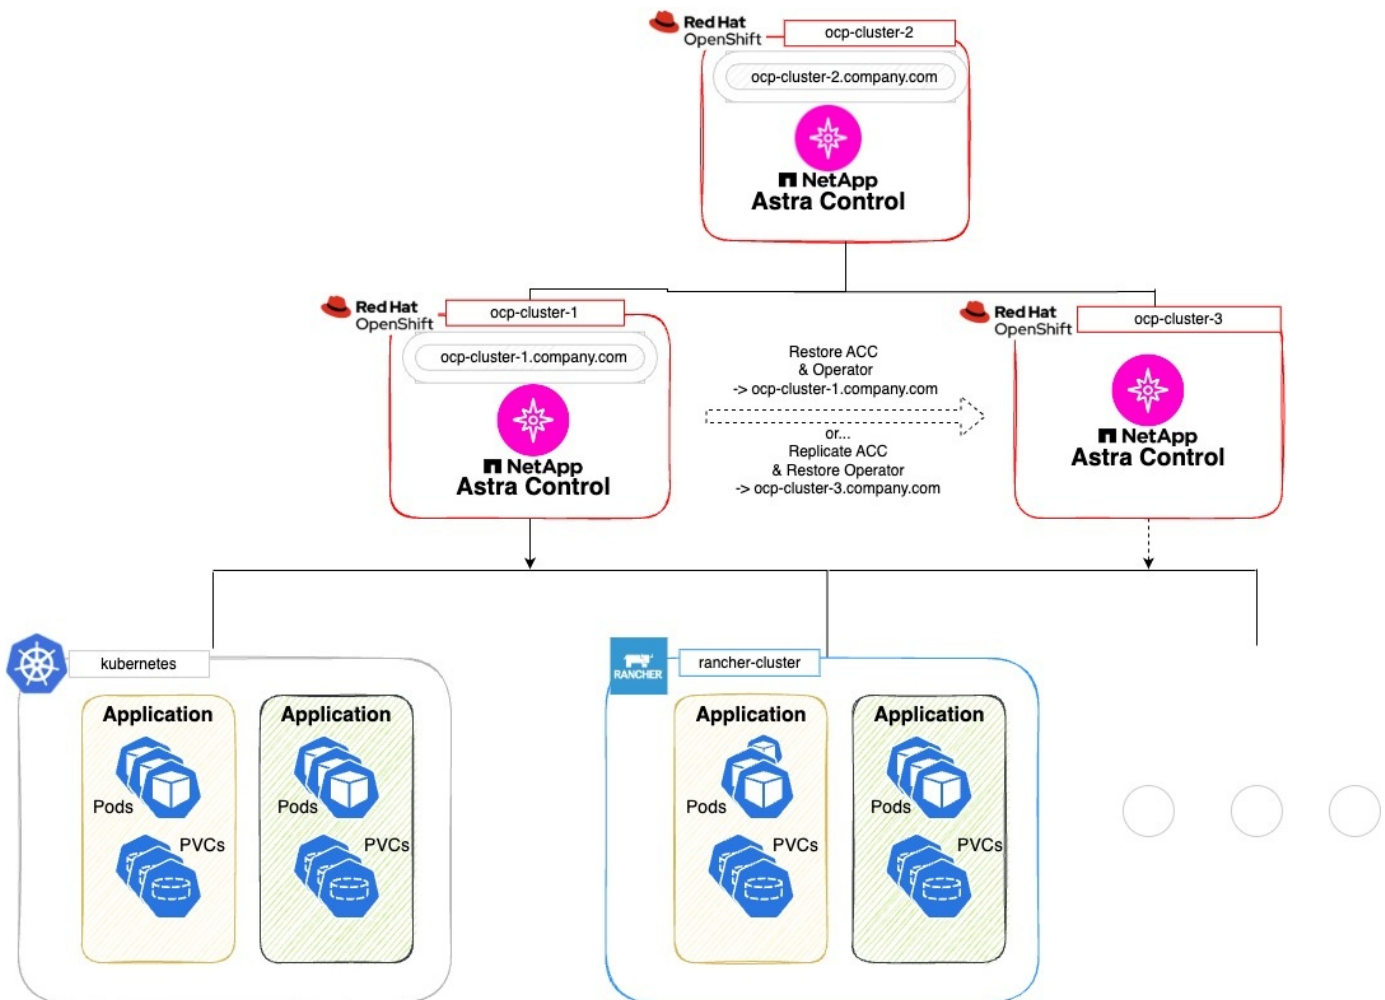 Red Hat
OpenShift
ocp-cluster-2
ocp-cluster-2.company.com
NetApp
Astra Control
Red Hat
OpenShift
ocp-cluster-1
ocp-cluster-1.company.com
NetApp
Astra Control
Restore ACC
& Operator
-> ocp-cluster-1.company.com
or...
Replicate ACC
& Restore Operator
-> ocp-cluster-3.company.com
Red Hat
OpenShift
ocp-cluster-3
NetApp
Astra Control
kubernetes
Application
Pods
PVCs
Application
Pods
PVCs
RANCHER
rancher-cluster
Application
Pods
PVCs
Application
Pods
PVCs